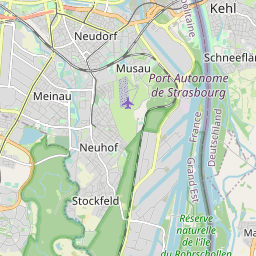 Kehl
Neudorf
Schneeflä
Musau
Port Autonome
de Strasbourg
Meinau
Neuhof
France
Deutschland
Grand Est
Stockfeld
Réserve
naturelle
de l'île
du Rohrschollen
Ma